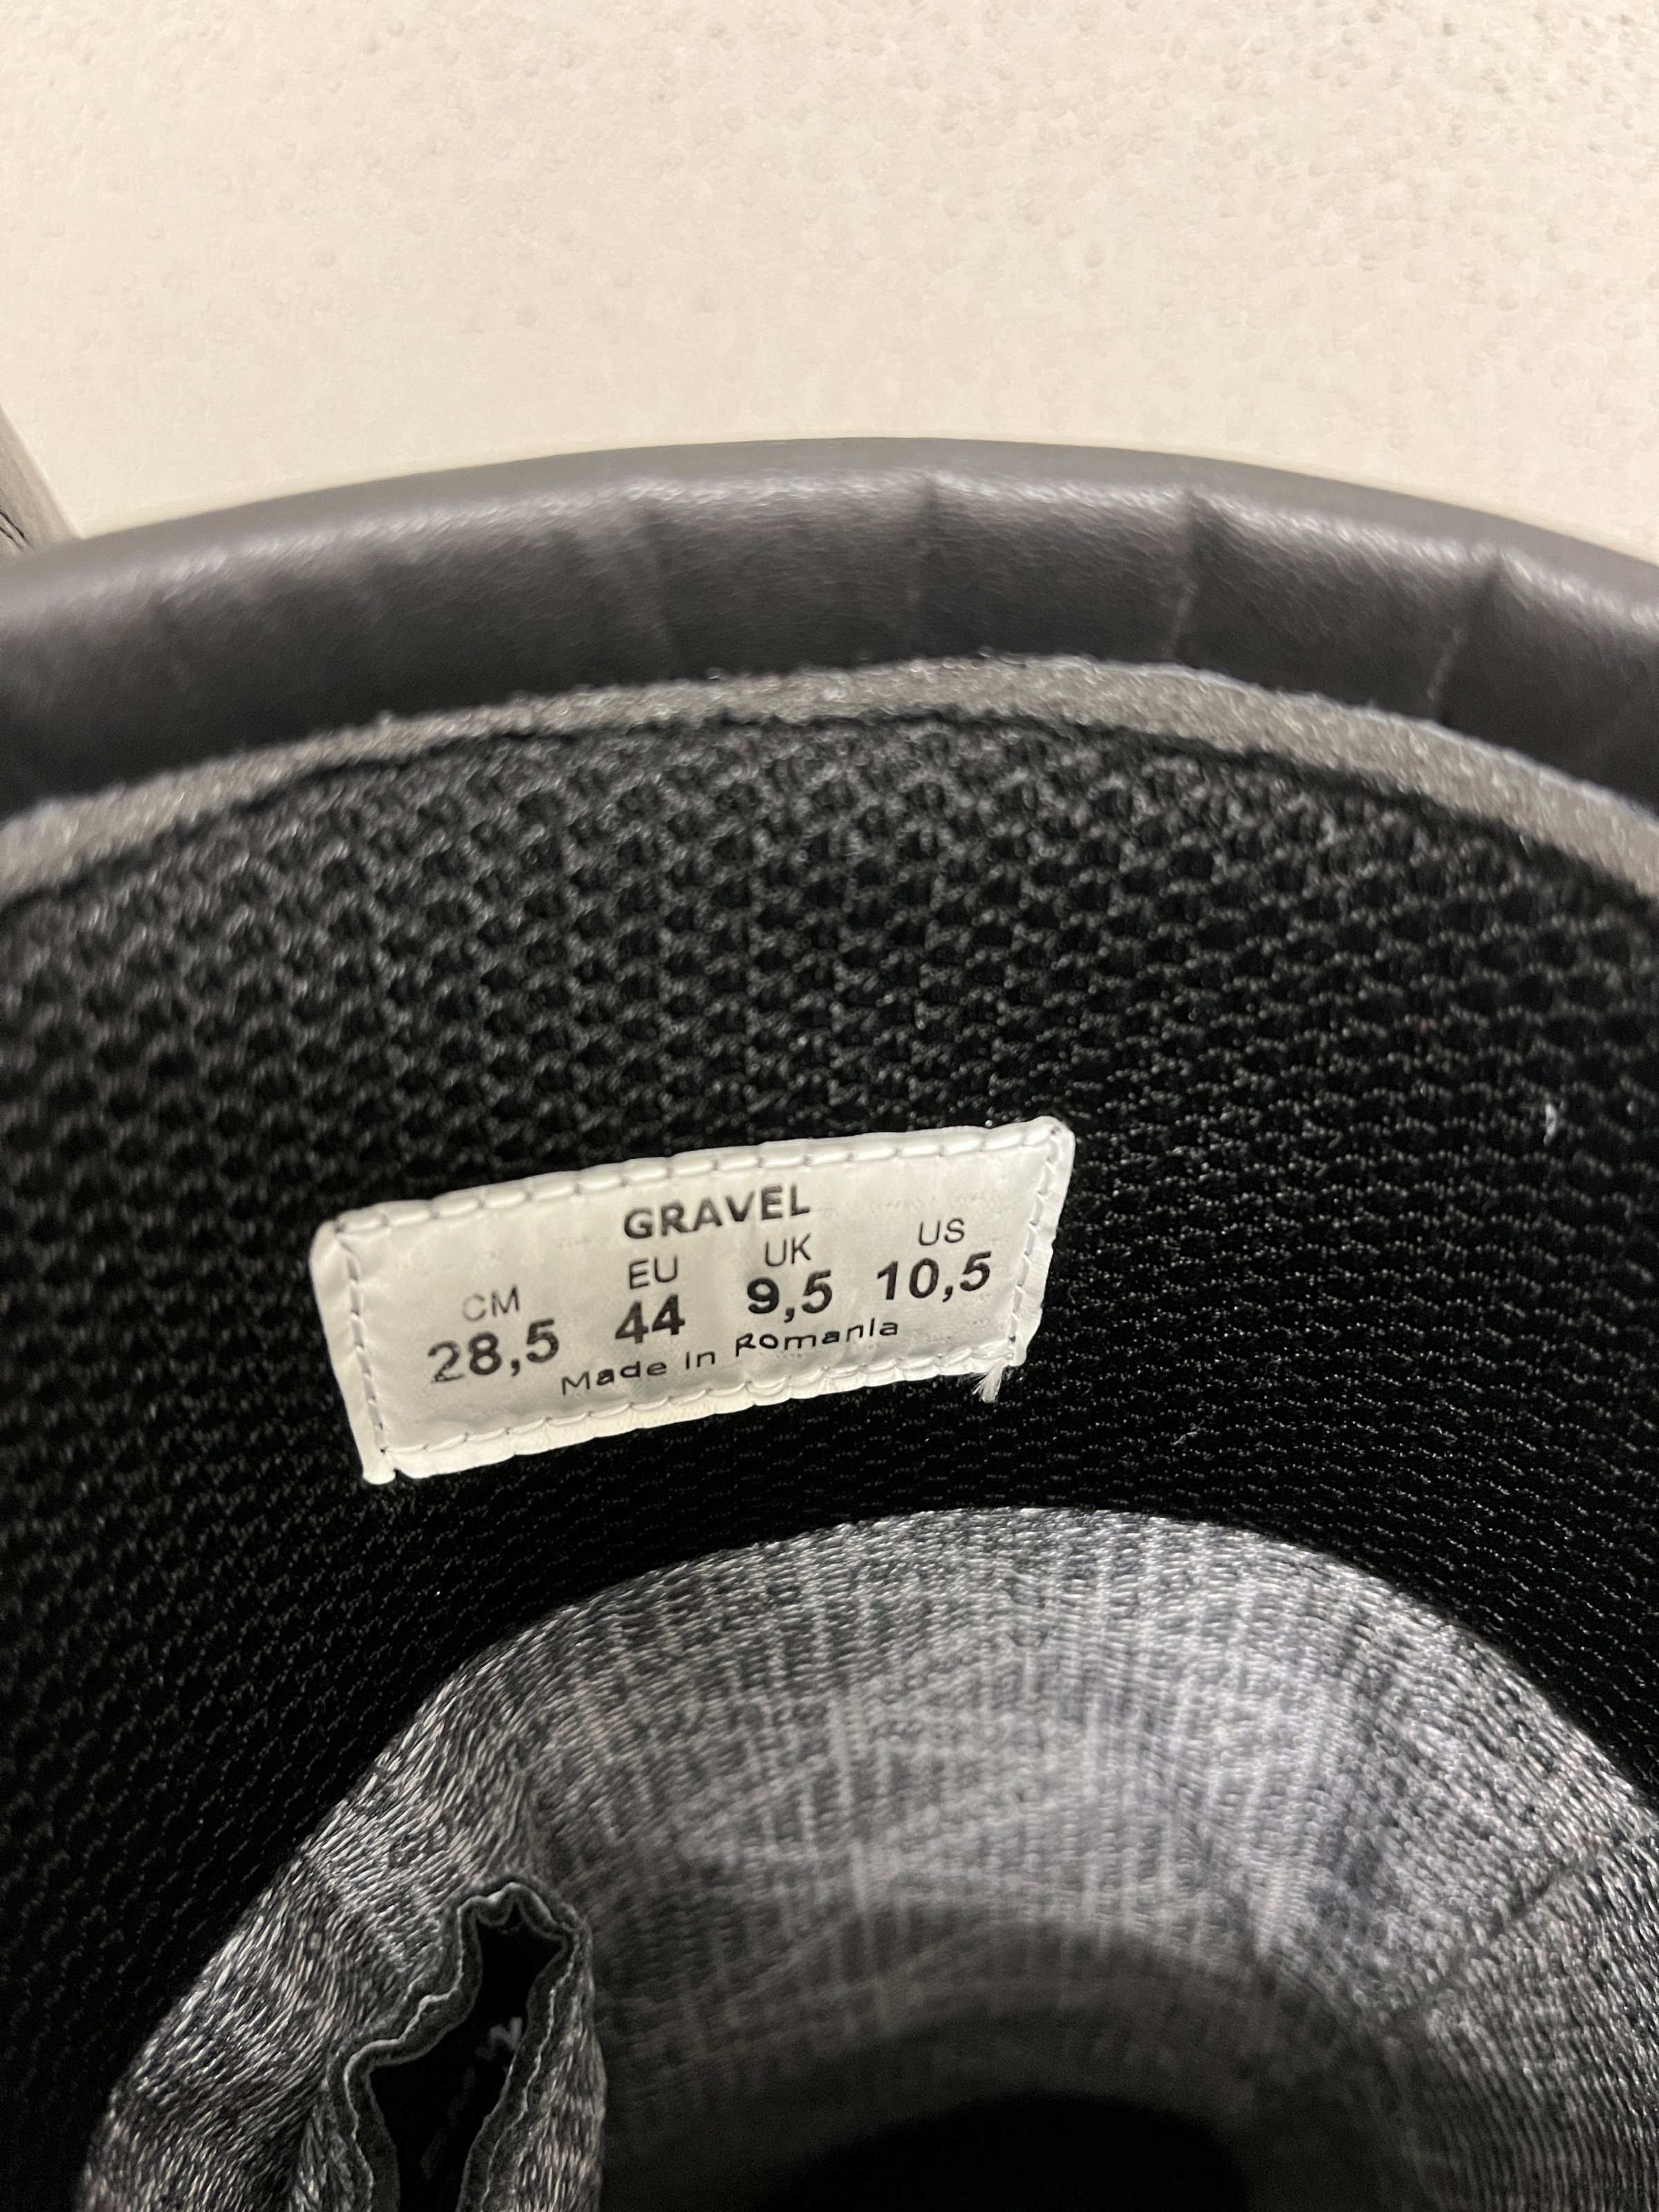 GRAVEL
CM EU UK US
28,5 44 9,5 10,5
Made in Romania